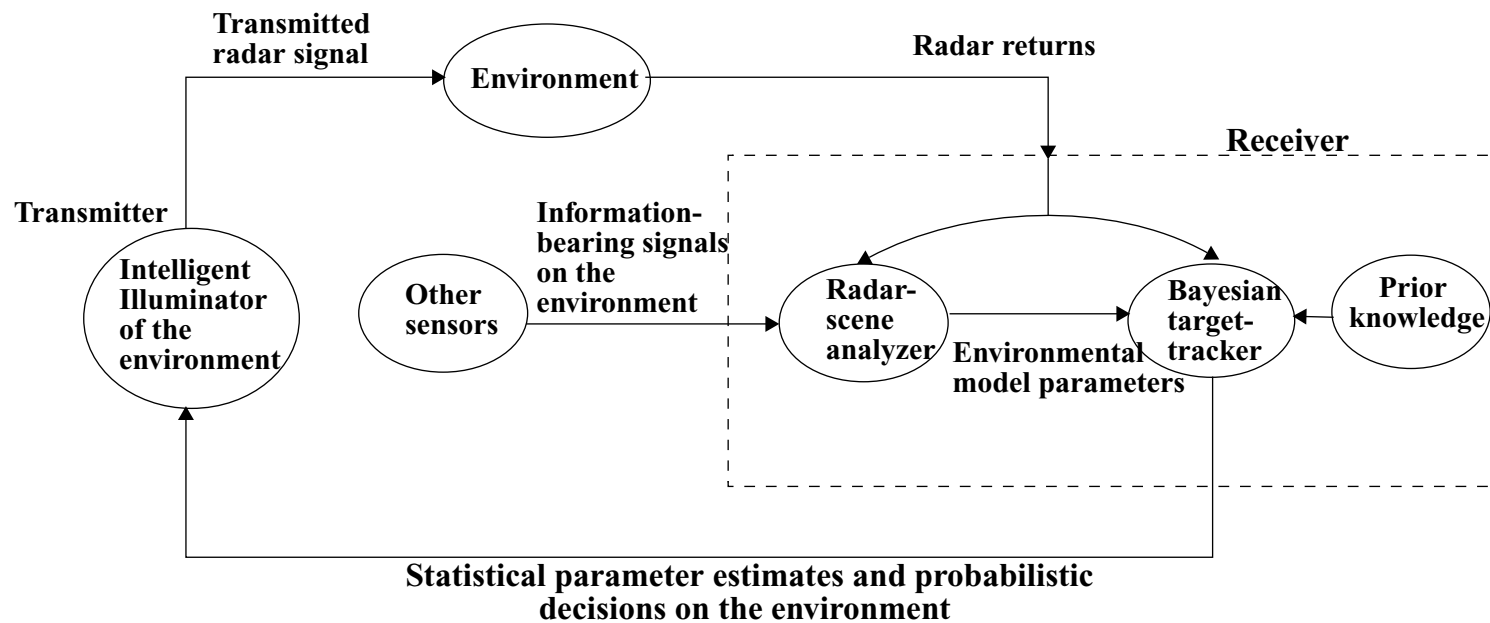 Transmitted
radar signal
Environment
Radar returns
Receiver
Transmitter
Intelligent
Illuminator
of the
environment
Other
sensors
Information-
bearing signals
on the
environment
Radar-
scene
analyzer
Environmental
model parameters
Bayesian
target-
tracker
Prior
knowledge
Statistical parameter estimates and probabilistic
decisions on the environment